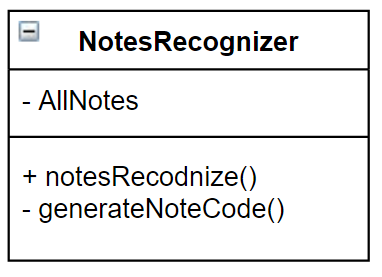 NotesRecognizer
- AllNotes
+ notesRecodnize()
- generateNoteCode()